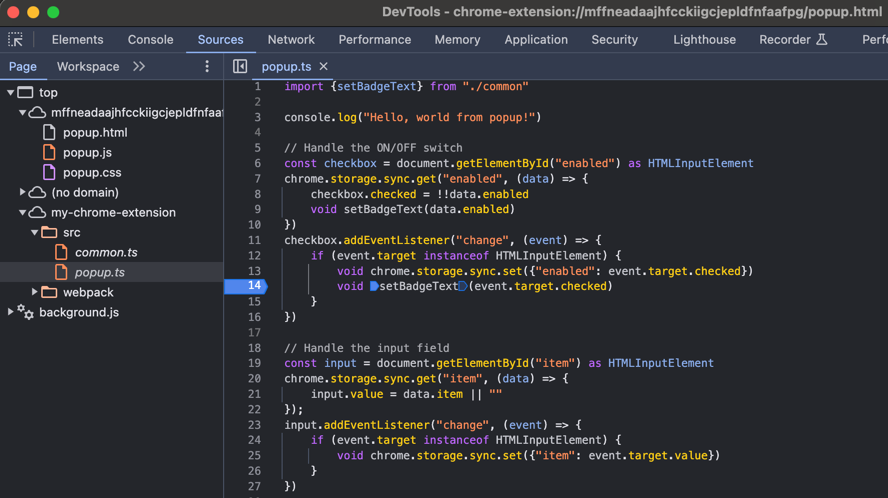 DevTools - chrome-extension://mffneadaajhfcckiigcjepldfnfaafpg/popup.html
Elements Console Sources Network Performance Memory Application Security Lighthouse Recorder Perf
Page Workspace popup.ts
top
mffneadaajhfcckiigcjepldfnfaaf
popup.html
popup.js
popup.css
(no domain)
my-chrome-extension
src
common.ts
popup.ts
webpack
background.js
1 import {setBadgeText} from "./common"
2
3 console.log("Hello, world from popup!")
4
5 // Handle the ON/OFF switch
6 const checkbox = document.getElementById("enabled") as HTMLInputElement
7 chrome.storage.sync.get("enabled", (data) => {
8 checkbox.checked = !!data.enabled
9 void setBadgeText(data.enabled)
10 })
11 checkbox.addEventListener("change", (event) => {
12 if (event.target instanceof HTMLInputElement) {
13 void chrome.storage.sync.set({"enabled": event.target.checked})
14 void setBadgeText(event.target.checked)
15 }
16 })
17
18 // Handle the input field
19 const input = document.getElementById("item") as HTMLInputElement
20 chrome.storage.sync.get("item", (data) => {
21 input.value = data.item || ""
22 });
23 input.addEventListener("change", (event) => {
24 if (event.target instanceof HTMLInputElement) {
25 void chrome.storage.sync.set({"item": event.target.value})
26 }
27 })